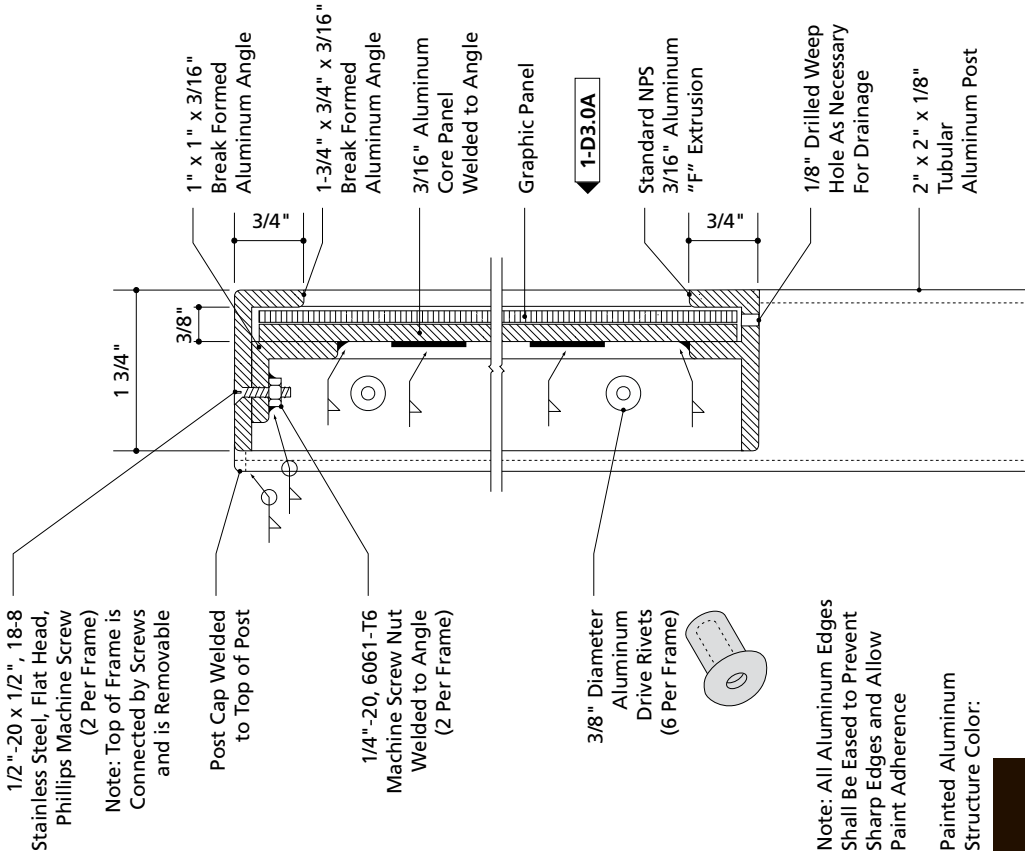 1/2"-20 x 1/2", 18-8
Stainless Steel, Flat Head,
Phillips Machine Screw
(2 Per Frame)
Note: Top of Frame is
Connected by Screws
and is Removable
Post Cap Welded
to Top of Post
1/4"-20, 6061-T6
Machine Screw Nut
Welded to Angle
(2 Per Frame)
3/8" Diameter
Aluminum
Drive Rivets
(6 Per Frame)
Note: All Aluminum Edges
Shall Be Eased to Prevent
Sharp Edges and Allow
Paint Adherence
Painted Aluminum
Structure Color:
1 3/4"
3/8"
3/4"
3/4"
1" x 1" x 3/16"
Break Formed
Aluminum Angle
1-3/4" x 3/4" x 3/16"
Break Formed
Aluminum Angle
3/16" Aluminum
Core Panel
Welded to Angle
Graphic Panel
1-D3.0A
Standard NPS
3/16" Aluminum
"F" Extrusion
1/8" Drilled Weep
Hole As Necessary
For Drainage
2" x 2" x 1/8"
Tubular
Aluminum Post